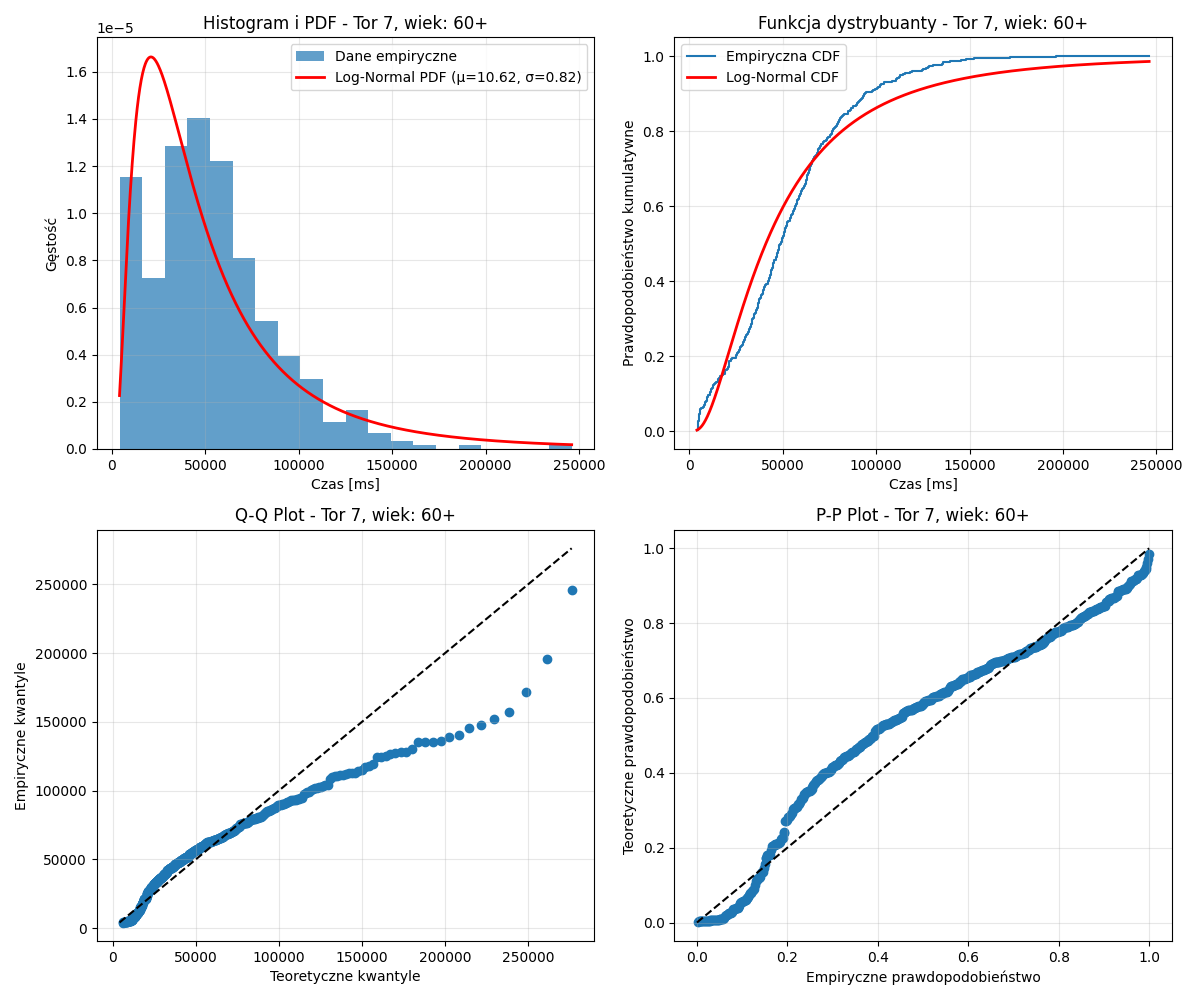 Histogram i PDF - Tor 7, wiek: 60+
1e−5
Dane empiryczne
Log-Normal PDF (μ=10.62, σ=0.82)
1.6
1.4
1.2
1.0
0.8
0.6
0.4
0.2
0.0
Gęstość
0 50000 100000 150000 200000 250000
Czas [ms]
Funkcja dystrybuanty - Tor 7, wiek: 60+
Empiryczna CDF
Log-Normal CDF
1.0
0.8
0.6
0.4
0.2
0.0
Prawdopodobieństwo kumulatywne
0 50000 100000 150000 200000 250000
Czas [ms]
Q-Q Plot - Tor 7, wiek: 60+
250000
200000
150000
100000
50000
0
Empiryczne kwantyle
0 50000 100000 150000 200000 250000
Teoretyczne kwantyle
P-P Plot - Tor 7, wiek: 60+
1.0
0.8
0.6
0.4
0.2
0.0
Teoretyczne prawdopodobieństwo
0.0 0.2 0.4 0.6 0.8 1.0
Empiryczne prawdopodobieństwo